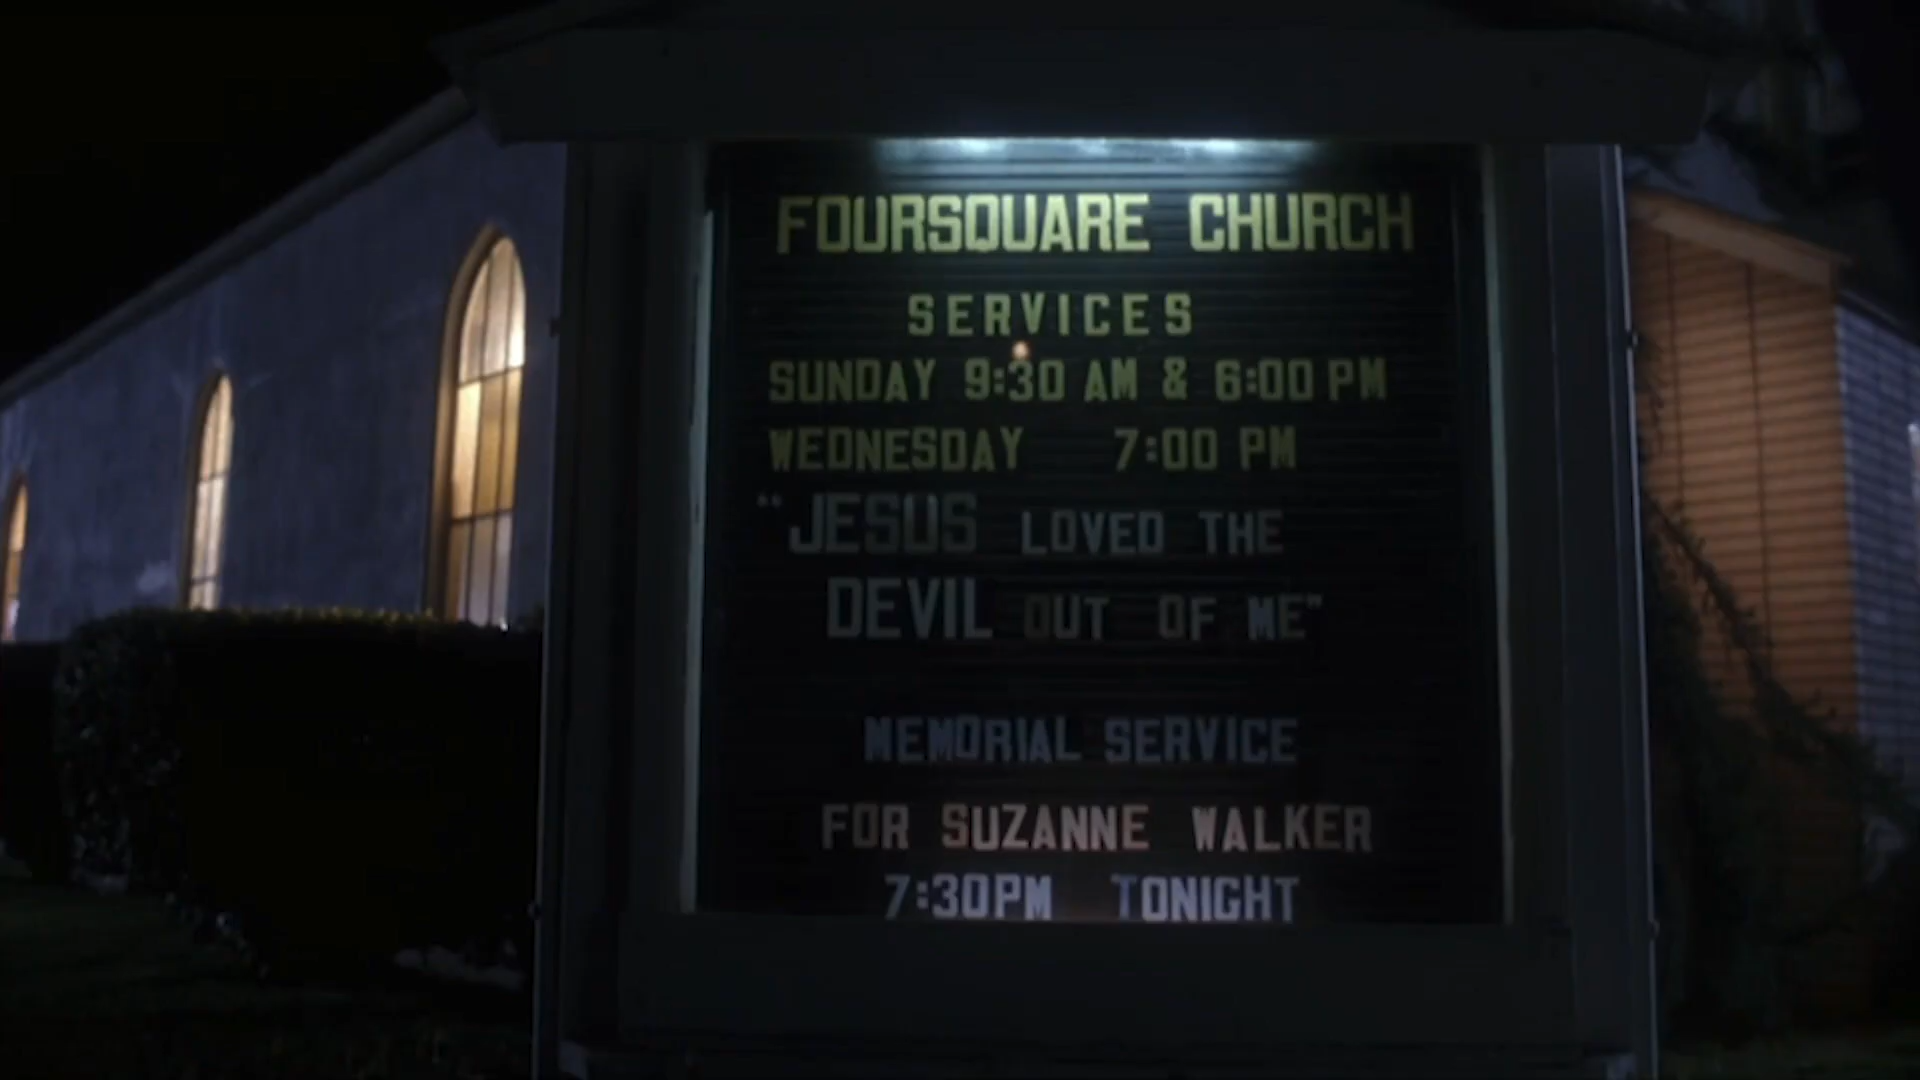 FOURSQUARE CHURCH
SERVICES
SUNDAY 9:30 AM & 6:00 PM
WEDNESDAY 7:00 PM
"JESUS LOVED THE
DEVIL OUT OF ME"
MEMORIAL SERVICE
FOR SUZANNE WALKER
7:30PM TONIGHT